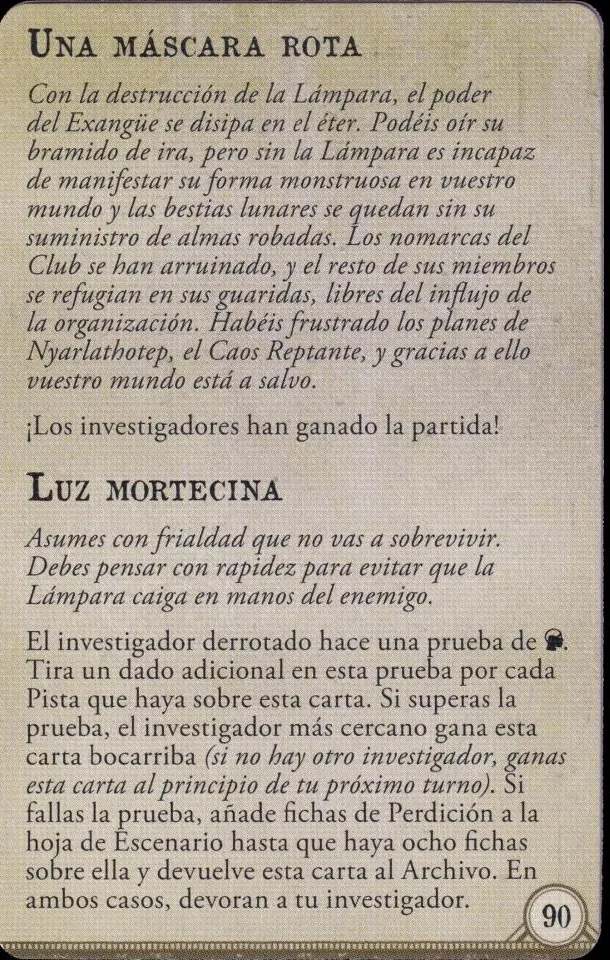 Una máscara rota
Con la destrucción de la Lámpara, el poder
del Exangüe se disipa en el éter. Podéis oír su
bramido de ira, pero sin la Lámpara es incapaz
de manifestar su forma monstruosa en vuestro
mundo y las bestias lunares se quedan sin su
suministro de almas robadas. Los nomarcas del
Club se han arruinado, y el resto de sus miembros
se refugian en sus guaridas, libres del influjo de
la organización. Habéis frustrado los planes de
Nyarlathotep, el Caos Reptante, y gracias a ello
vuestro mundo está a salvo.
¡Los investigadores han ganado la partida!
Luz mortecina
Asumes con frialdad que no vas a sobrevivir.
Debes pensar con rapidez para evitar que la
Lámpara caiga en manos del enemigo.
El investigador derrotado hace una prueba de .
Tira un dado adicional en esta prueba por cada
Pista que haya sobre esta carta. Si superas la
prueba, el investigador más cercano gana esta
carta bocarriba (si no hay otro investigador, ganas
esta carta al principio de tu próximo turno). Si
fallas la prueba, añade fichas de Perdición a la
hoja de Escenario hasta que haya ocho fichas
sobre ella y devuelve esta carta al Archivo. En
ambos casos, devoran a tu investigador.
90